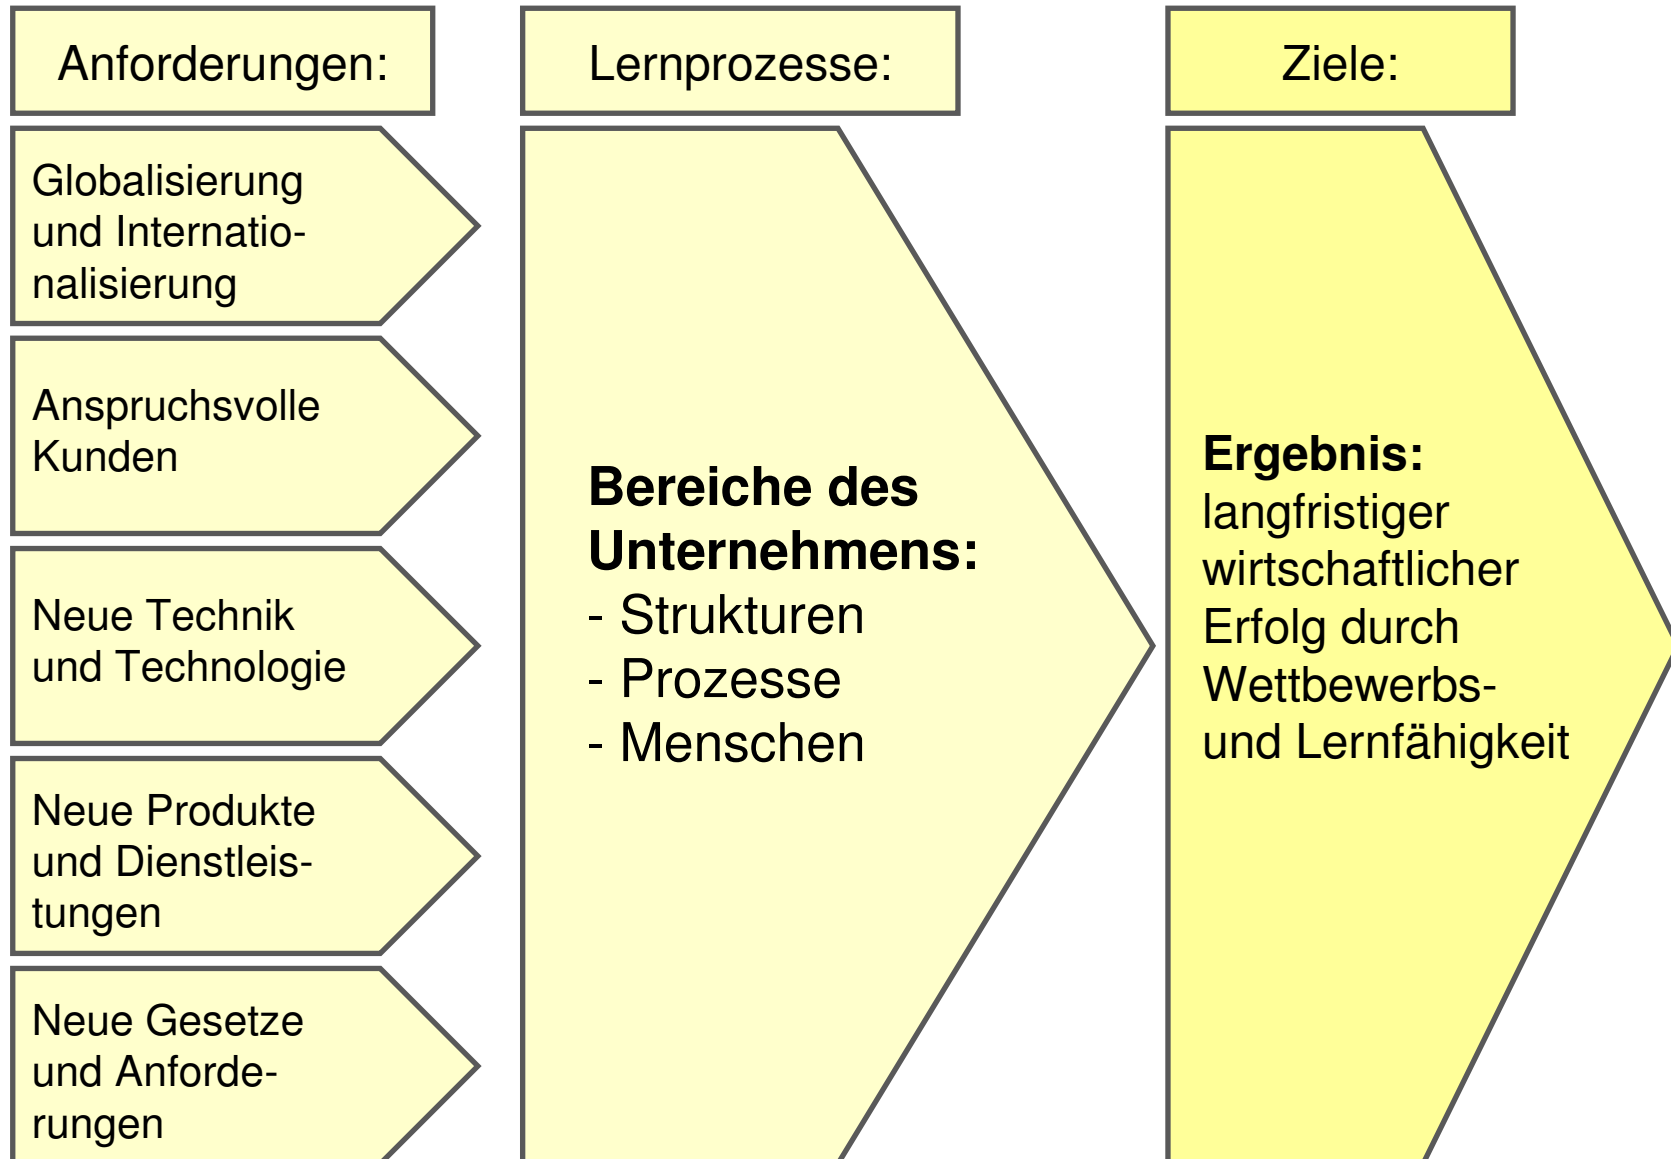 Anforderungen:
Globalisierung
und Internatio-
nalisierung
Anspruchsvolle
Kunden
Neue Technik
und Technologie
Neue Produkte
und Dienstleis-
tungen
Neue Gesetze
und Anforde-
rungen
Lernprozesse:
Bereiche des
Unternehmens:
- Strukturen
- Prozesse
- Menschen
Ziele:
Ergebnis:
langfristiger
wirtschaftlicher
Erfolg durch
Wettbewerbs-
und Lernfähigkeit